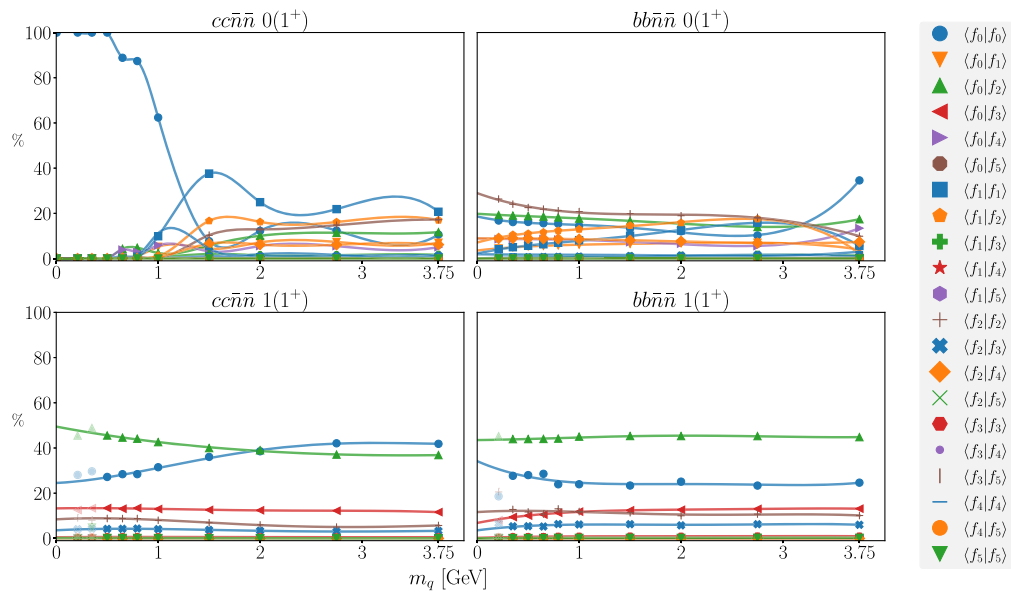 ccn̄n̄ 0(1⁺)
bbn̄n̄ 0(1⁺)
100
80
60
40
20
0
%
0 1 2 3 3.75
0 1 2 3 3.75
ccn̄n̄ 1(1⁺)
bbn̄n̄ 1(1⁺)
100
80
60
40
20
0
%
0 1 2 3 3.75
0 1 2 3 3.75
m_q [GeV]
⟨f₀|f₀⟩
⟨f₀|f₁⟩
⟨f₀|f₂⟩
⟨f₀|f₃⟩
⟨f₀|f₄⟩
⟨f₀|f₅⟩
⟨f₁|f₁⟩
⟨f₁|f₂⟩
⟨f₁|f₃⟩
⟨f₁|f₄⟩
⟨f₁|f₅⟩
⟨f₂|f₂⟩
⟨f₂|f₃⟩
⟨f₂|f₄⟩
⟨f₂|f₅⟩
⟨f₃|f₃⟩
⟨f₃|f₄⟩
⟨f₃|f₅⟩
⟨f₄|f₄⟩
⟨f₄|f₅⟩
⟨f₅|f₅⟩